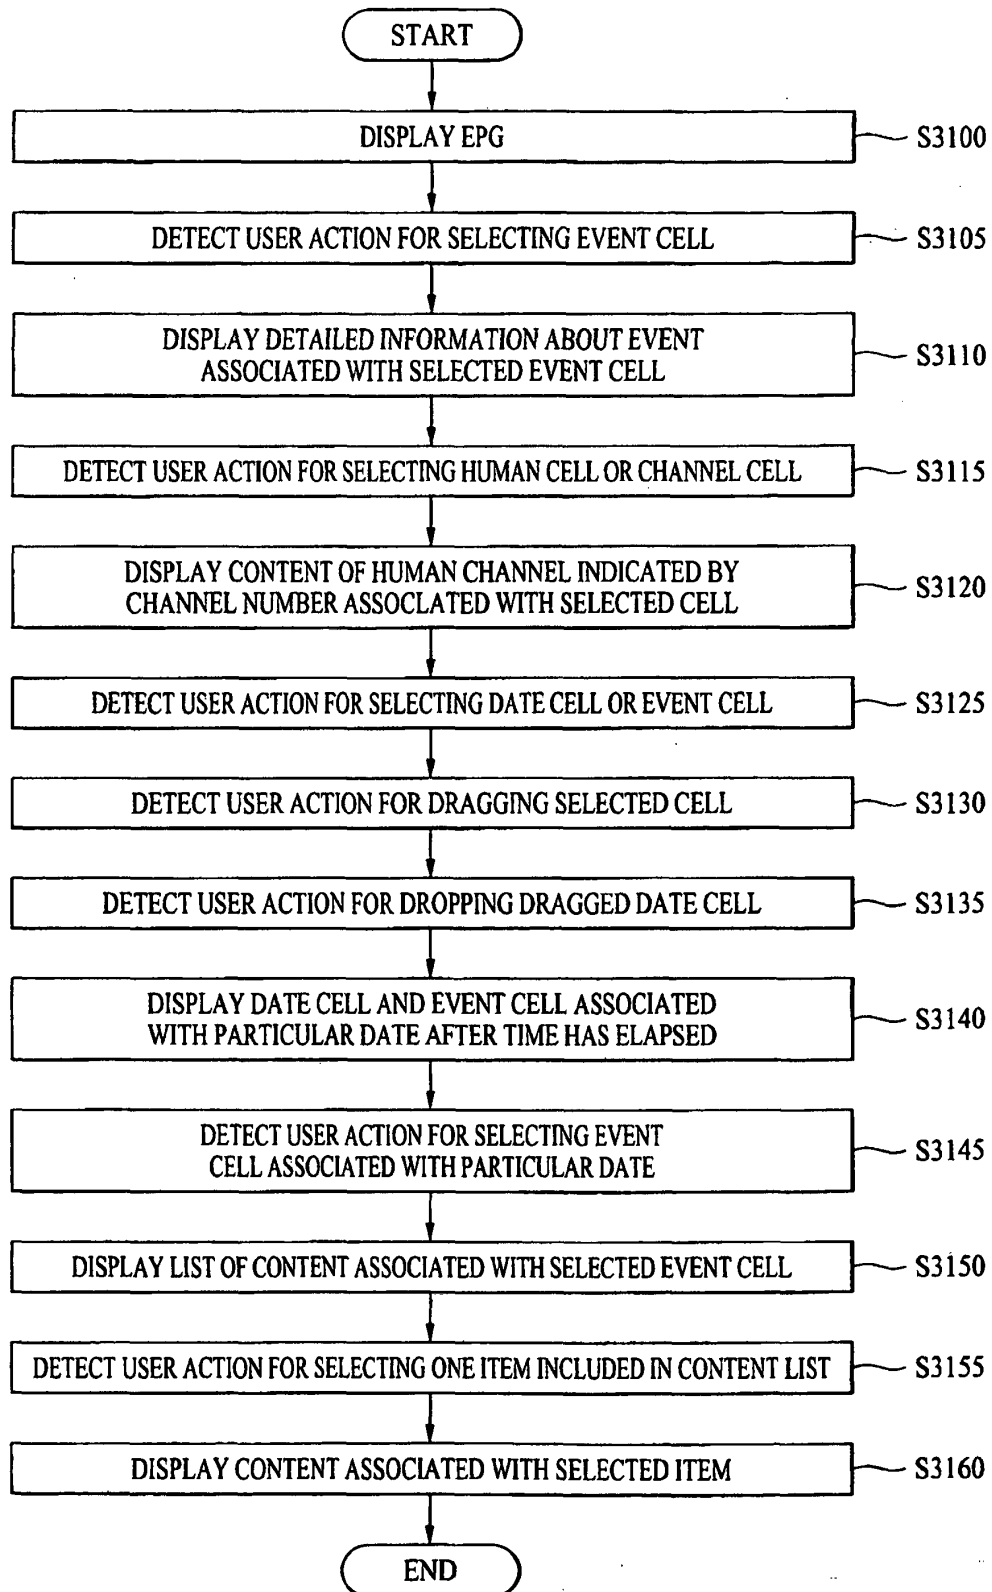 START
DISPLAY EPG
S3100
DETECT USER ACTION FOR SELECTING EVENT CELL
S3105
DISPLAY DETAILED INFORMATION ABOUT EVENT
ASSOCIATED WITH SELECTED EVENT CELL
S3110
DETECT USER ACTION FOR SELECTING HUMAN CELL OR CHANNEL CELL
S3115
DISPLAY CONTENT OF HUMAN CHANNEL INDICATED BY
CHANNEL NUMBER ASSOCLATED WITH SELECTED CELL
S3120
DETECT USER ACTION FOR SELECTING DATE CELL OR EVENT CELL
S3125
DETECT USER ACTION FOR DRAGGING SELECTED CELL
S3130
DETECT USER ACTION FOR DROPPING DRAGGED DATE CELL
S3135
DISPLAY DATE CELL AND EVENT CELL ASSOCIATED
WITH PARTICULAR DATE AFTER TIME HAS ELAPSED
S3140
DETECT USER ACTION FOR SELECTING EVENT
CELL ASSOCIATED WITH PARTICULAR DATE
S3145
DISPLAY LIST OF CONTENT ASSOCIATED WITH SELECTED EVENT CELL
S3150
DETECT USER ACTION FOR SELECTING ONE ITEM INCLUDED IN CONTENT LIST
S3155
DISPLAY CONTENT ASSOCIATED WITH SELECTED ITEM
S3160
END